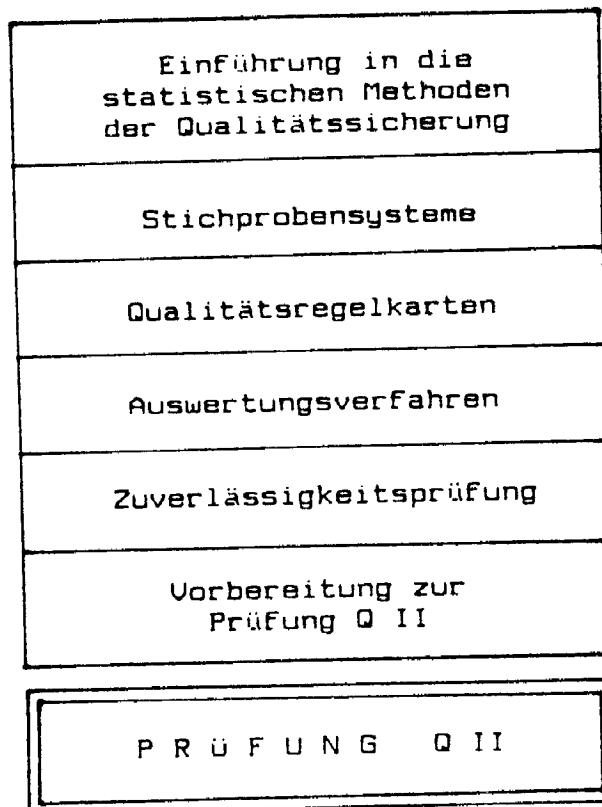 Einführung in die
statistischen Methoden
der Qualitätssicherung
Stichprobensysteme
Qualitätsregelkarten
Auswertungsverfahren
Zuverlässigkeitsprüfung
Vorbereitung zur
Prüfung Q II
P R ü F U N G Q II